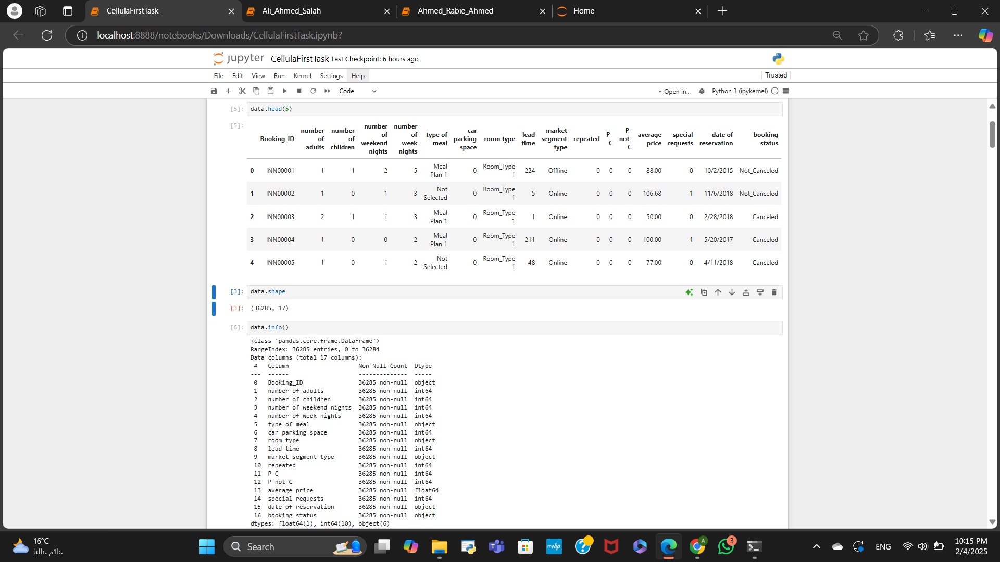 CellulaFirstTask
Ali_Ahmed_Salah
Ahmed_Rabie_Ahmed
Home
localhost:8888/notebooks/Downloads/CellulaFirstTask.ipynb?
jupyter CellulaFirstTask Last Checkpoint: 6 hours ago
File Edit View Run Kernel Settings Help
Trusted
Code
Open in...
Python 3 (ipykernel)
[5]: data.head(5)
[5]:
Booking_ID number of adults number of children number of weekend nights number of week nights type of meal car parking space room type lead time market segment type repeated P-C P-not-C average price special requests date of reservation booking status
0 INN00001 1 1 2 5 Meal Plan 1 0 Room_Type 1 224 Offline 0 0 0 88.00 0 10/2/2015 Not_Canceled
1 INN00002 1 0 1 3 Not Selected 0 Room_Type 1 5 Online 0 0 0 106.68 1 11/6/2018 Not_Canceled
2 INN00003 2 1 1 3 Meal Plan 1 0 Room_Type 1 1 Online 0 0 0 50.00 0 2/28/2018 Canceled
3 INN00004 1 0 0 2 Meal Plan 1 0 Room_Type 1 211 Online 0 0 0 100.00 1 5/20/2017 Canceled
4 INN00005 1 0 1 2 Not Selected 0 Room_Type 1 48 Online 0 0 0 77.00 0 4/11/2018 Canceled
[3]: data.shape
[3]: (36285, 17)
[6]: data.info()
<class 'pandas.core.frame.DataFrame'>
RangeIndex: 36285 entries, 0 to 36284
Data columns (total 17 columns):
# Column Non-Null Count Dtype
--- ------ -------------- -----
0 Booking_ID 36285 non-null object
1 number of adults 36285 non-null int64
2 number of children 36285 non-null int64
3 number of weekend nights 36285 non-null int64
4 number of week nights 36285 non-null int64
5 type of meal 36285 non-null object
6 car parking space 36285 non-null int64
7 room type 36285 non-null object
8 lead time 36285 non-null int64
9 market segment type 36285 non-null object
10 repeated 36285 non-null int64
11 P-C 36285 non-null int64
12 P-not-C 36285 non-null int64
13 average price 36285 non-null float64
14 special requests 36285 non-null int64
15 date of reservation 36285 non-null object
16 booking status 36285 non-null object
dtypes: float64(1), int64(10), object(6)
16°C
غائم غالبًا
Search
myhp
A
3
ENG
10:15 PM
2/4/2025